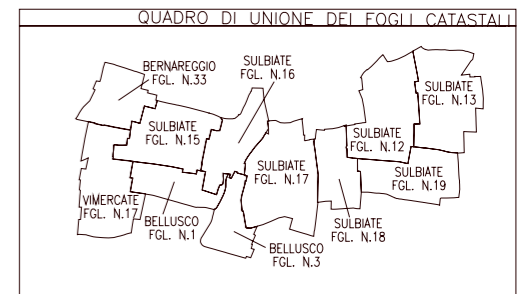 QUADRO DI UNIONE DEI FOGLI CATASTALI
BERNAREGGIO
FGL. N.33
SULBIATE
FGL. N.16
SULBIATE
FGL. N.13
SULBIATE
FGL. N.15
SULBIATE
FGL. N.12
SULBIATE
FGL. N.17
SULBIATE
FGL. N.19
VIMERCATE
FGL. N.17
BELLUSCO
FGL. N.1
SULBIATE
FGL. N.18
BELLUSCO
FGL. N.3